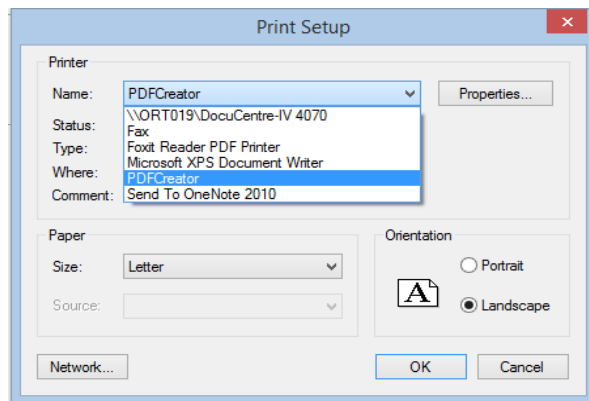 Print Setup
Printer
Name: PDFCreator Properties...
\\ORT019\DocuCentre-IV 4070
Status:
Fax
Type: Foxit Reader PDF Printer
Microsoft XPS Document Writer
Where:
PDFCreator
Comment: Send To OneNote 2010
Paper Orientation
Size: Letter Portrait
A
Source: Landscape
Network... OK Cancel